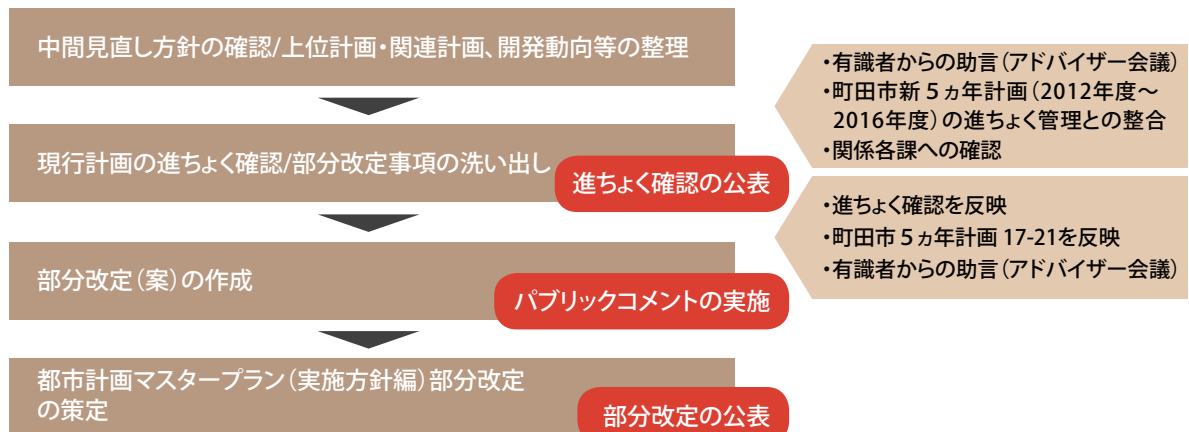 中間見直し方針の確認/上位計画・関連計画、開発動向等の整理
・有識者からの助言（アドバイザー会議）
・町田市新５ヵ年計画（2012年度～
2016年度）の進ちょく管理との整合
・関係各課への確認
現行計画の進ちょく確認/部分改定事項の洗い出し
進ちょく確認の公表
・進ちょく確認を反映
・町田市５ヵ年計画 17-21を反映
・有識者からの助言（アドバイザー会議）
部分改定（案）の作成
パブリックコメントの実施
都市計画マスタープラン（実施方針編）部分改定
の策定
部分改定の公表